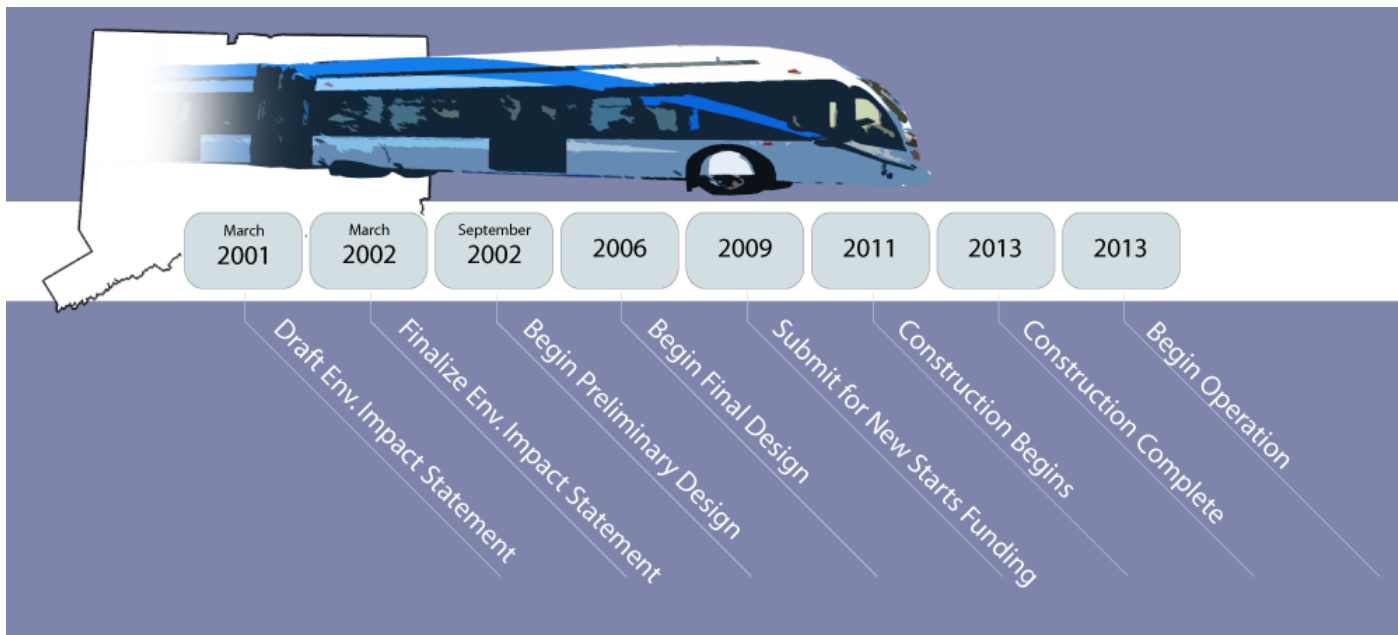 March
2001
March
2002
September
2002
2006
2009
2011
2013
2013
Draft Env. Impact Statement
Finalize Env. Impact Statement
Begin Preliminary Design
Begin Final Design
Submit for New Starts Funding
Construction Begins
Construction Complete
Begin Operation